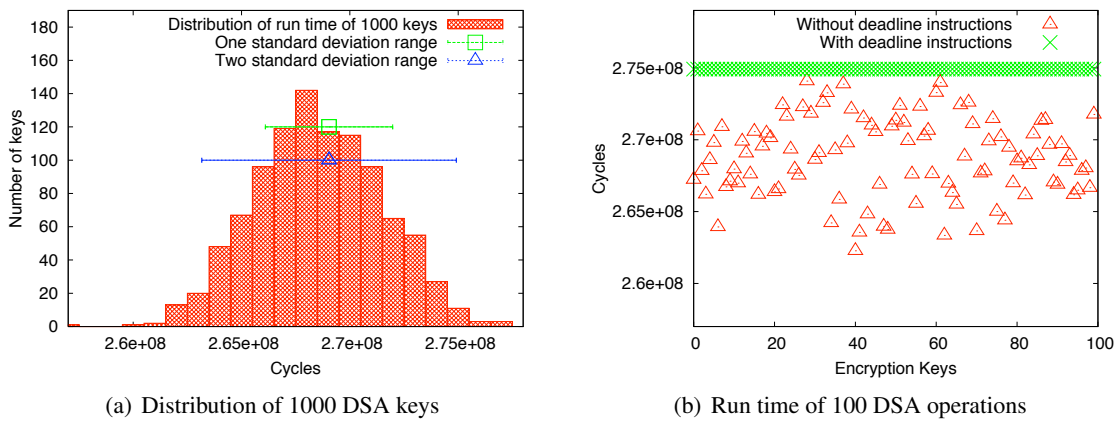 Distribution of run time of 1000 keys
One standard deviation range
Two standard deviation range
Number of keys
180
160
140
120
100
80
60
40
20
0
2.6e+08 2.65e+08 2.7e+08 2.75e+08
Cycles
(a) Distribution of 1000 DSA keys
Without deadline instructions
With deadline instructions
Cycles
2.75e+08
2.7e+08
2.65e+08
2.6e+08
0 20 40 60 80 100
Encryption Keys
(b) Run time of 100 DSA operations